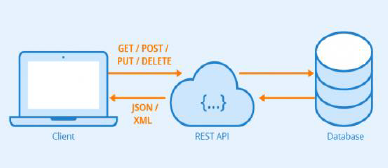 GET / POST /
PUT / DELETE
JSON /
XML
{...}
Client
REST API
Database